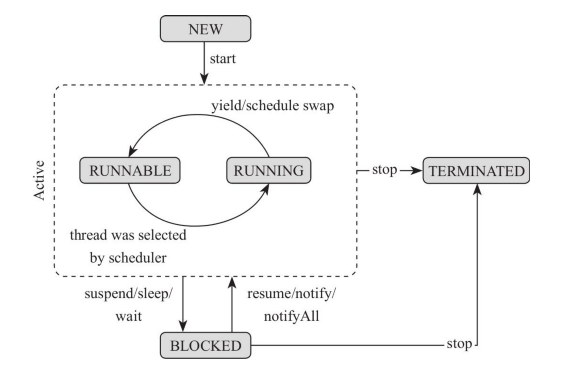 NEW
start
yield/schedule swap
Active
RUNNABLE
RUNNING
stop
TERMINATED
thread was selected
by scheduler
suspend/sleep/
wait
resume/notify/
notifyAll
BLOCKED
stop